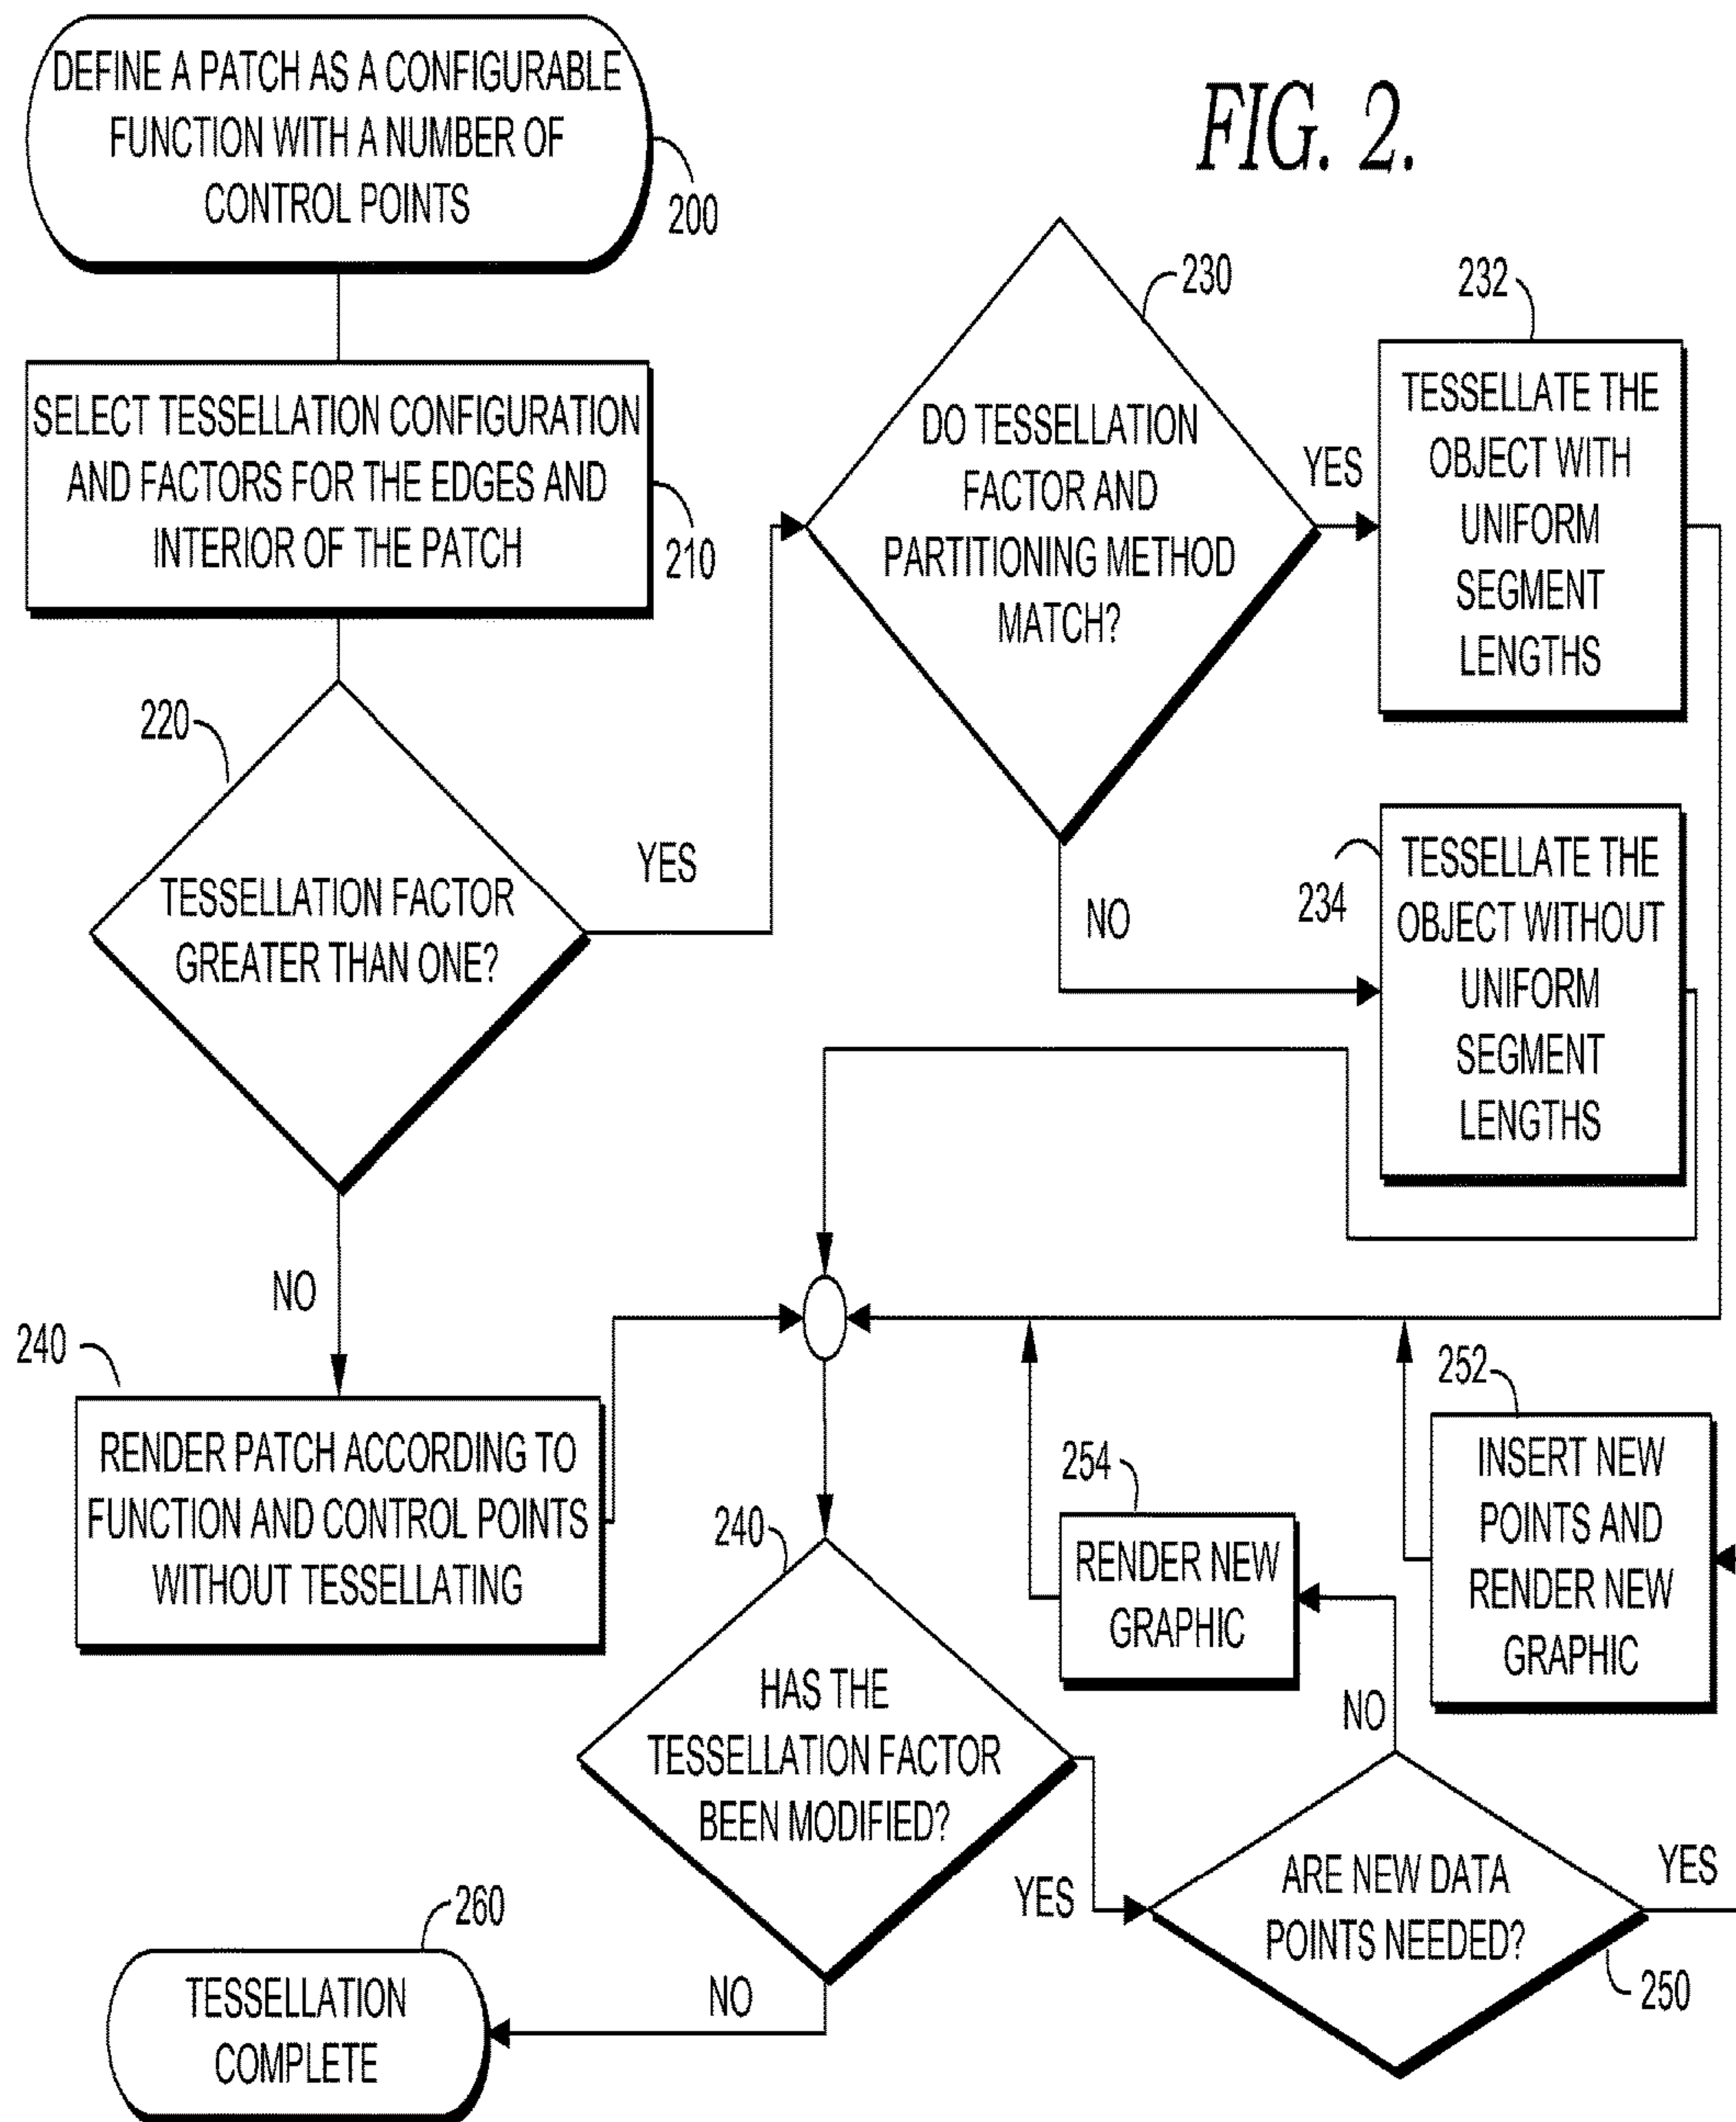 FIG. 2.
DEFINE A PATCH AS A CONFIGURABLE
FUNCTION WITH A NUMBER OF
CONTROL POINTS
200
SELECT TESSELLATION CONFIGURATION
AND FACTORS FOR THE EDGES AND
INTERIOR OF THE PATCH
210
220
TESSELLATION FACTOR
GREATER THAN ONE?
YES
NO
230
DO TESSELLATION
FACTOR AND
PARTITIONING METHOD
MATCH?
YES
NO
232
TESSELLATE THE
OBJECT WITH
UNIFORM
SEGMENT
LENGTHS
234
TESSELLATE THE
OBJECT WITHOUT
UNIFORM
SEGMENT
LENGTHS
240
RENDER PATCH ACCORDING TO
FUNCTION AND CONTROL POINTS
WITHOUT TESSELLATING
240
HAS THE
TESSELLATION FACTOR
BEEN MODIFIED?
YES
NO
254
RENDER NEW
GRAPHIC
252
INSERT NEW
POINTS AND
RENDER NEW
GRAPHIC
NO
ARE NEW DATA
POINTS NEEDED?
YES
250
260
TESSELLATION
COMPLETE